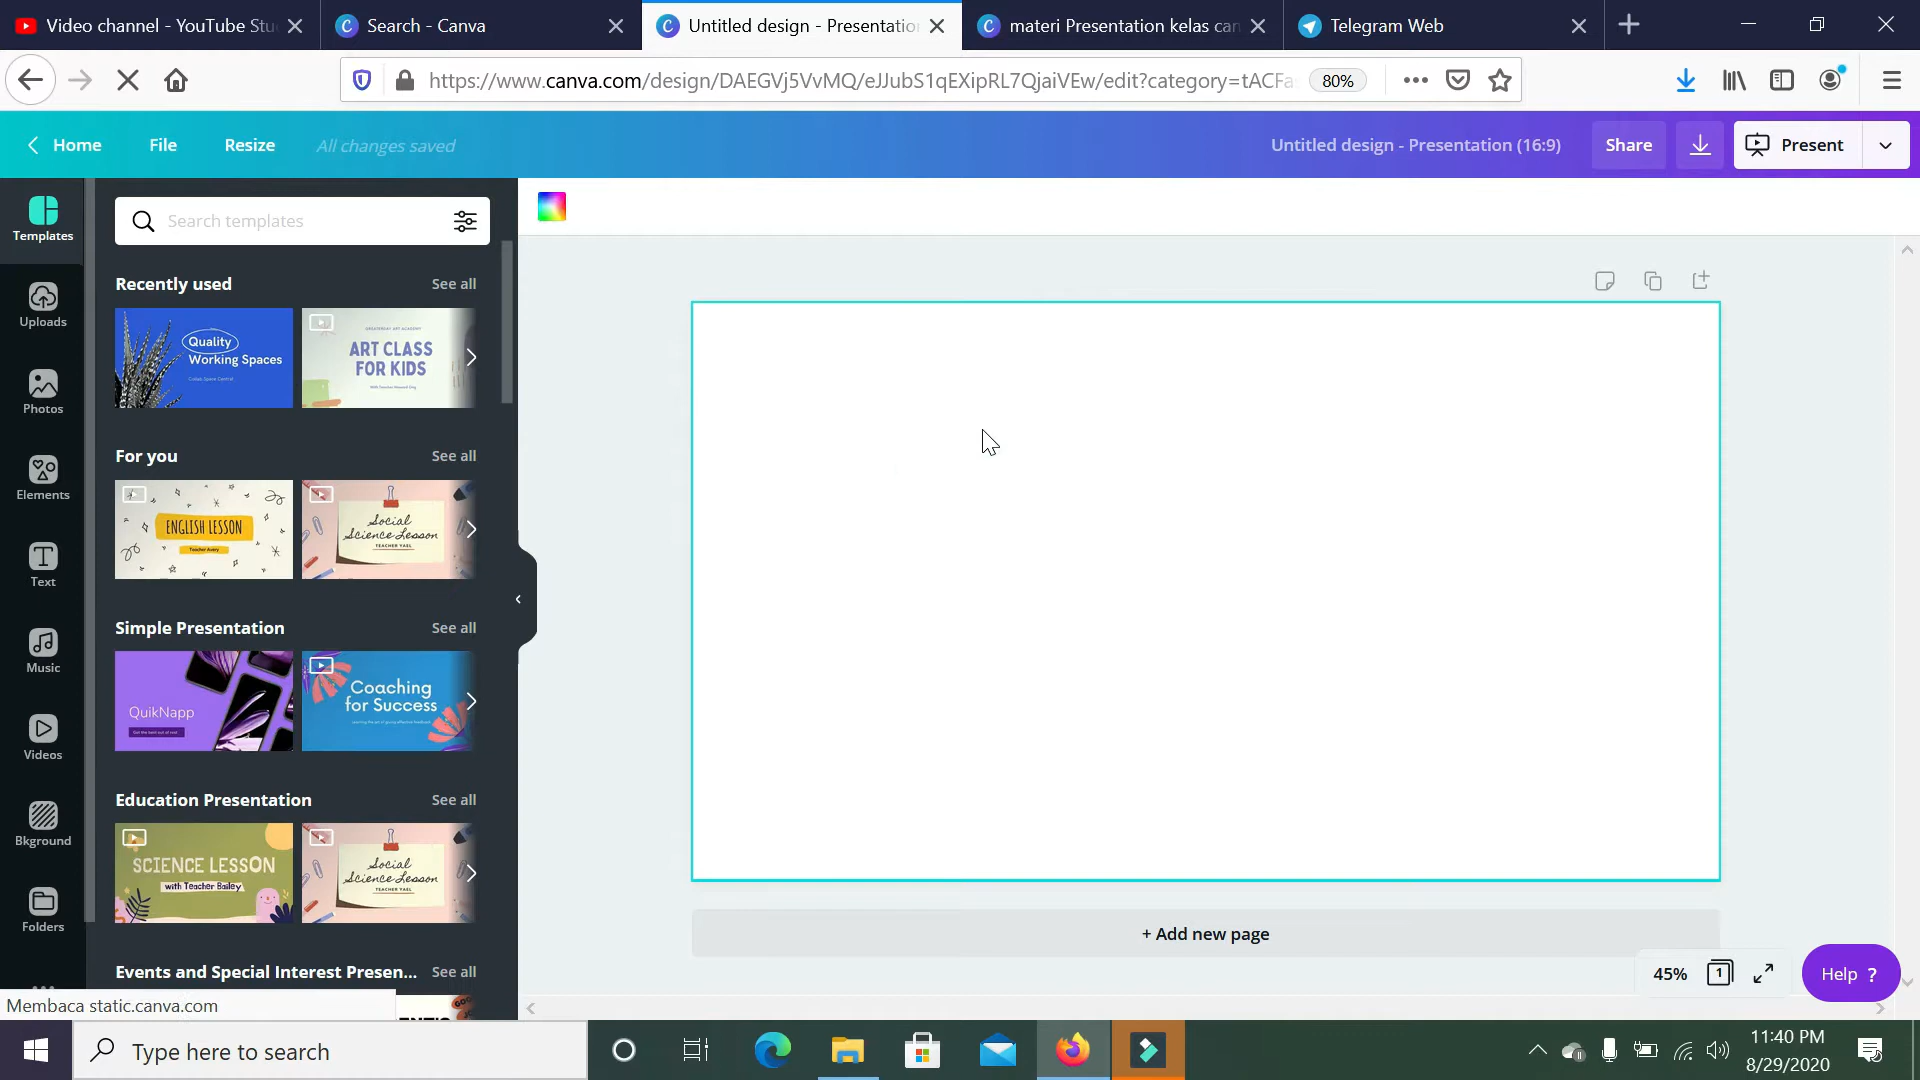 Video channel - YouTube Stu
Search - Canva
Untitled design - Presentatio
materi Presentation kelas can
Telegram Web
https://www.canva.com/design/DAEGVj5VvMQ/eJJubS1qEXipRL7QjaiVEw/edit?category=tACFa
80%
Home
File
Resize
All changes saved
Untitled design - Presentation (16:9)
Share
Present
Templates
Uploads
Photos
Elements
Text
Music
Videos
Bkground
Folders
Search templates
Recently used
See all
Quality
Working Spaces
ART CLASS
FOR KIDS
For you
See all
ENGLISH LESSON
Teacher Avery
Social
Science Lesson
TEACHER YAEL
Simple Presentation
See all
QuikNapp
Coaching
for Success
Education Presentation
See all
SCIENCE LESSON
with Teacher Bailey
Social
Science Lesson
TEACHER YAEL
Events and Special Interest Presen...
See all
+ Add new page
45%
1
Help ?
Membaca static.canva.com
Type here to search
11:40 PM
8/29/2020